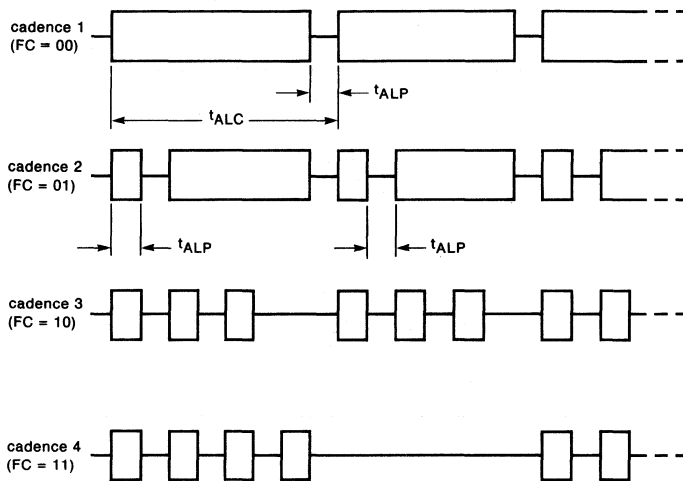 cadence 1
(FC = 00)
tALP
tALC
cadence 2
(FC = 01)
tALP
tALP
cadence 3
(FC = 10)
cadence 4
(FC = 11)